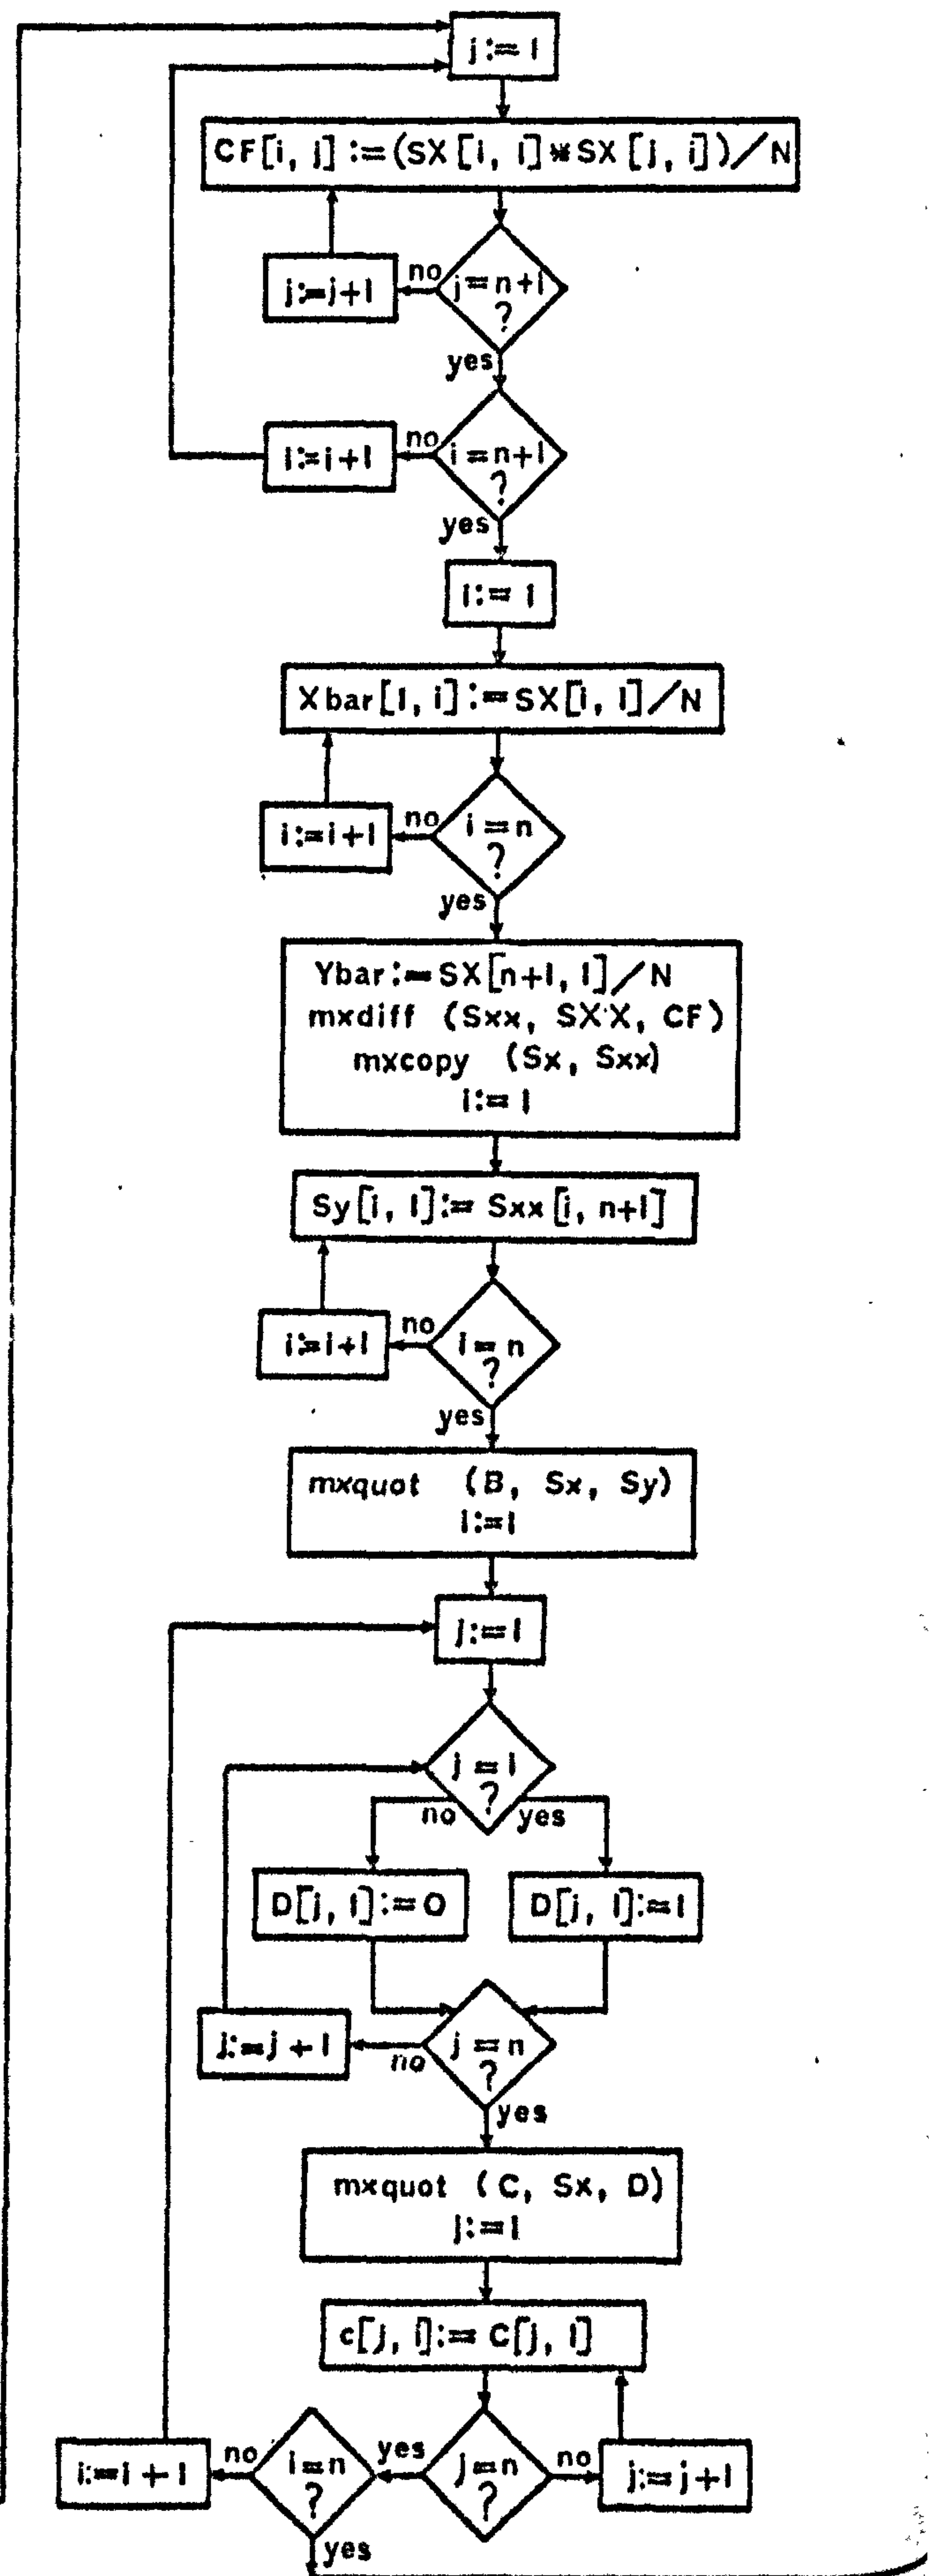 j:=1
CF[i, j]:=(SX[i, 1]*SX[j, 1])/N
j:=j+1
no
j=n+1
?
yes
i:=i+1
no
i=n+1
?
yes
i:=1
Xbar[1, i]:=SX[i, 1]/N
i:=i+1
no
i=n
?
yes
Ybar:=SX[n+1, 1]/N
mxdiff (Sxx, SXX, CF)
mxcopy (Sx, Sxx)
i:=1
Sy[i, 1]:=Sxx[i, n+1]
i:=i+1
no
i=n
?
yes
mxquot (B, Sx, Sy)
i:=1
j:=1
j=i
?
no yes
D[j, 1]:=0 D[j, 1]:=1
j:=j+1
no
j=n
?
yes
mxquot (C, Sx, D)
j:=1
c[j, i]:=C[j, 1]
i:=i+1
no
i=n
?
yes
j=n
?
no
j:=j+1
yes